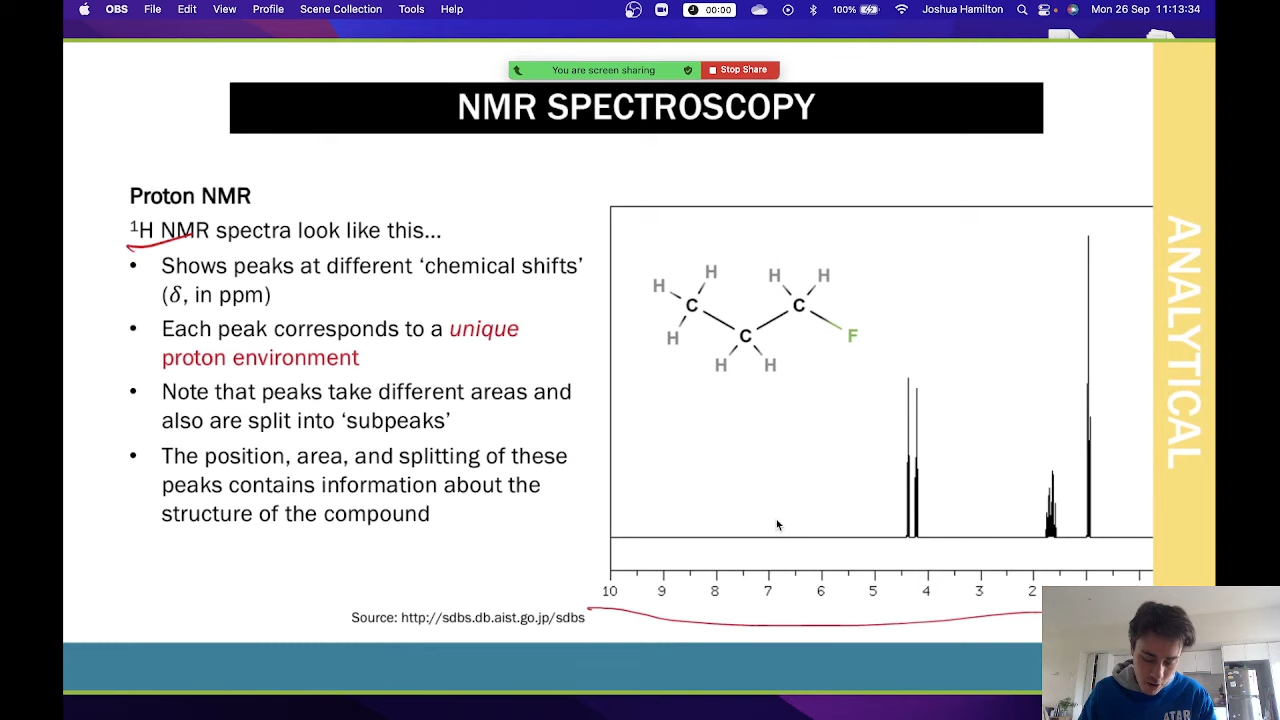 OBS File Edit View Profile Scene Collection Tools Help 00:00 100% Joshua Hamilton Mon 26 Sep 11:13:34
You are screen sharing Stop Share
NMR SPECTROSCOPY
Proton NMR
¹H NMR spectra look like this...
• Shows peaks at different ‘chemical shifts’
(δ, in ppm)
• Each peak corresponds to a unique
proton environment
• Note that peaks take different areas and
also are split into ‘subpeaks’
• The position, area, and splitting of these
peaks contains information about the
structure of the compound
H H H H
H C C
C F
H H H
10 9 8 7 6 5 4 3 2
Source: http://sdbs.db.aist.go.jp/sdbs
ANALYTICAL
ATAR